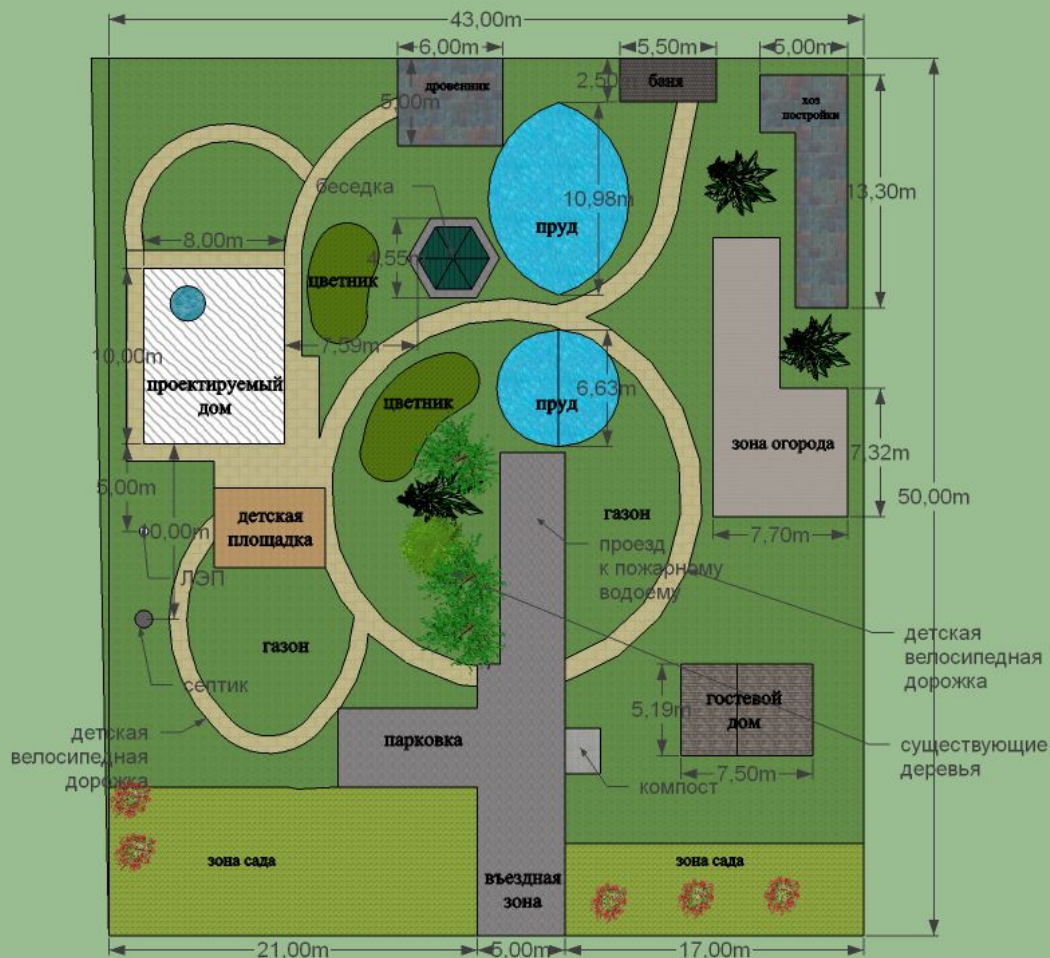 43,00m
6,00m
5,50m
5,00m
2,50m
баня
дровенник
5,00m
хоз
постройки
беседка
10,98m
13,30m
пруд
8,00m
4,55m
цветник
7,59m
10,00m
проектируемый
дом
цветник
6,63m
пруд
зона огорода
7,32m
5,00m
50,00m
10,00m
детская
площадка
газон
7,70m
проезд
к пожарному
водоему
ЛЭП
газон
детская
велосипедная
дорожка
септик
5,19m
гостевой
дом
детская
велосипедная
дорожка
парковка
существующие
деревья
7,50m
компост
зона сада
зона сада
въездная
зона
21,00m
5,00m
17,00m